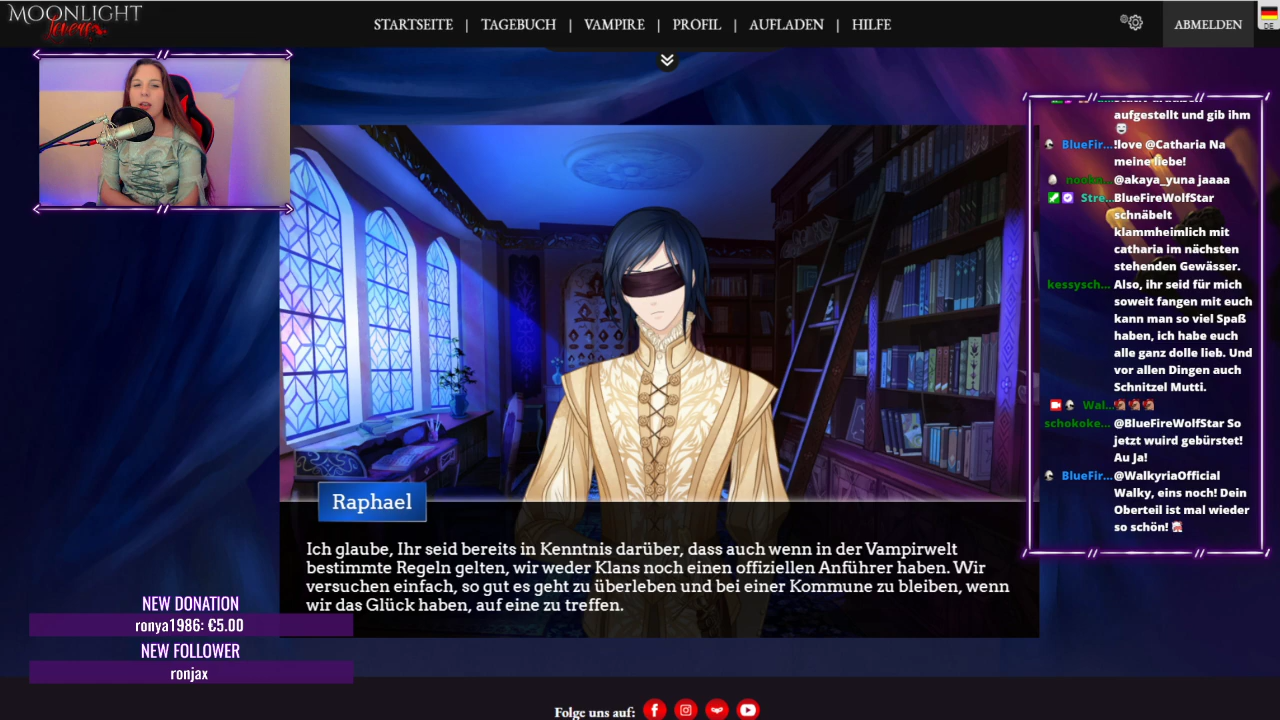 MOONLIGHT
Lovers
STARTSEITE | TAGEBUCH | VAMPIRE | PROFIL | AUFLADEN | HILFE
ABMELDEN
DE
aufgestellt und gib ihm
BlueFir... !love @Catharia Na
meine liebe!
@akaya_yuna jaaaa
Stre... BlueFireWolfStar
schnäbelt
klammheimlich mit
catharia im nächsten
stehenden Gewässer.
kessysch... Also, ihr seid für mich
soweit fangen mit euch
kann man so viel Spaß
haben, ich habe euch
alle ganz dolle lieb. Und
vor allen Dingen auch
Schnitzel Mutti.
Wal...
schokoke... @BlueFireWolfStar So
jetzt wuird gebürstet!
Au Ja!
BlueFir... @WalkyriaOfficial
Walky, eins noch! Dein
Oberteil ist mal wieder
so schön!
Raphael
Ich glaube, Ihr seid bereits in Kenntnis darüber, dass auch wenn in der Vampirwelt
bestimmte Regeln gelten, wir weder Klans noch einen offiziellen Anführer haben. Wir
versuchen einfach, so gut es geht zu überleben und bei einer Kommune zu bleiben, wenn
wir das Glück haben, auf eine zu treffen.
NEW DONATION
ronya1986: €5.00
NEW FOLLOWER
ronjax
Folge uns auf: